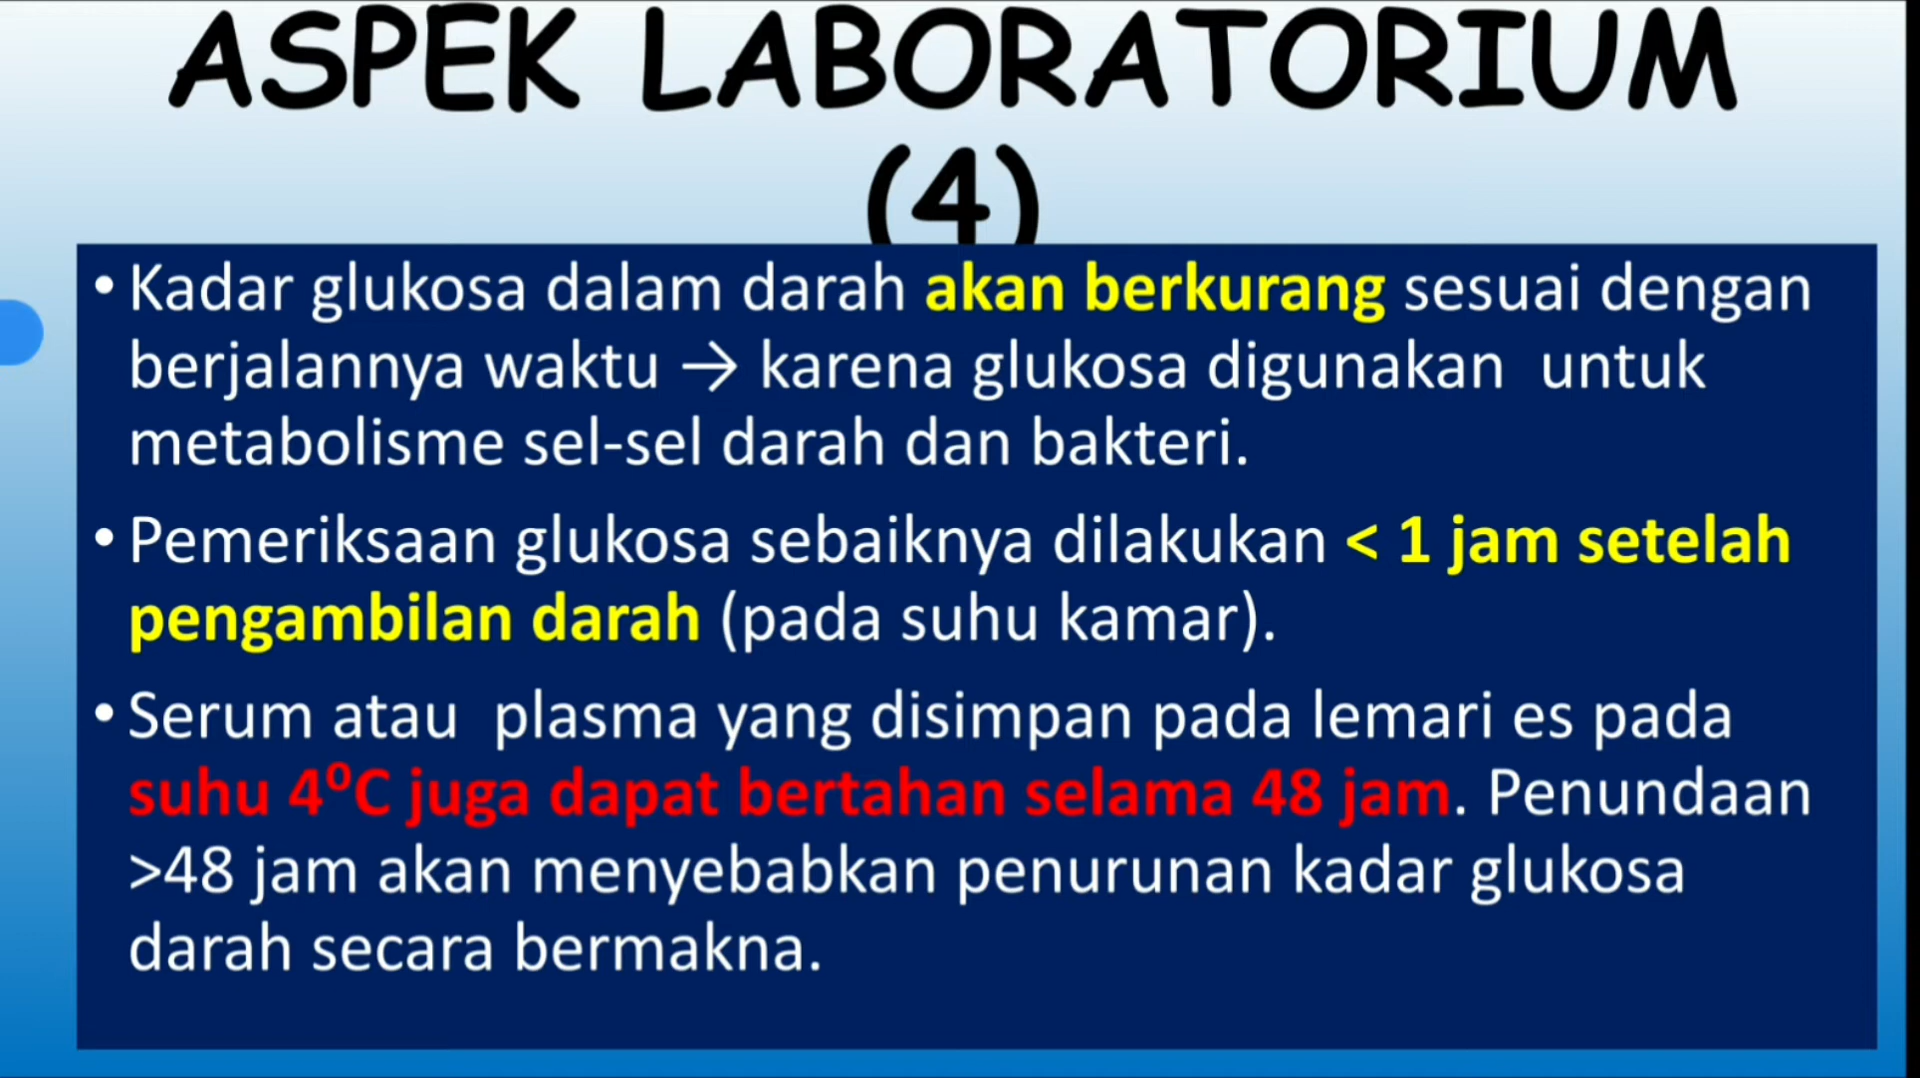 ASPEK LABORATORIUM
(4)
• Kadar glukosa dalam darah akan berkurang sesuai dengan
berjalannya waktu → karena glukosa digunakan untuk
metabolisme sel-sel darah dan bakteri.
• Pemeriksaan glukosa sebaiknya dilakukan < 1 jam setelah
pengambilan darah (pada suhu kamar).
• Serum atau plasma yang disimpan pada lemari es pada
suhu 4⁰C juga dapat bertahan selama 48 jam. Penundaan
>48 jam akan menyebabkan penurunan kadar glukosa
darah secara bermakna.